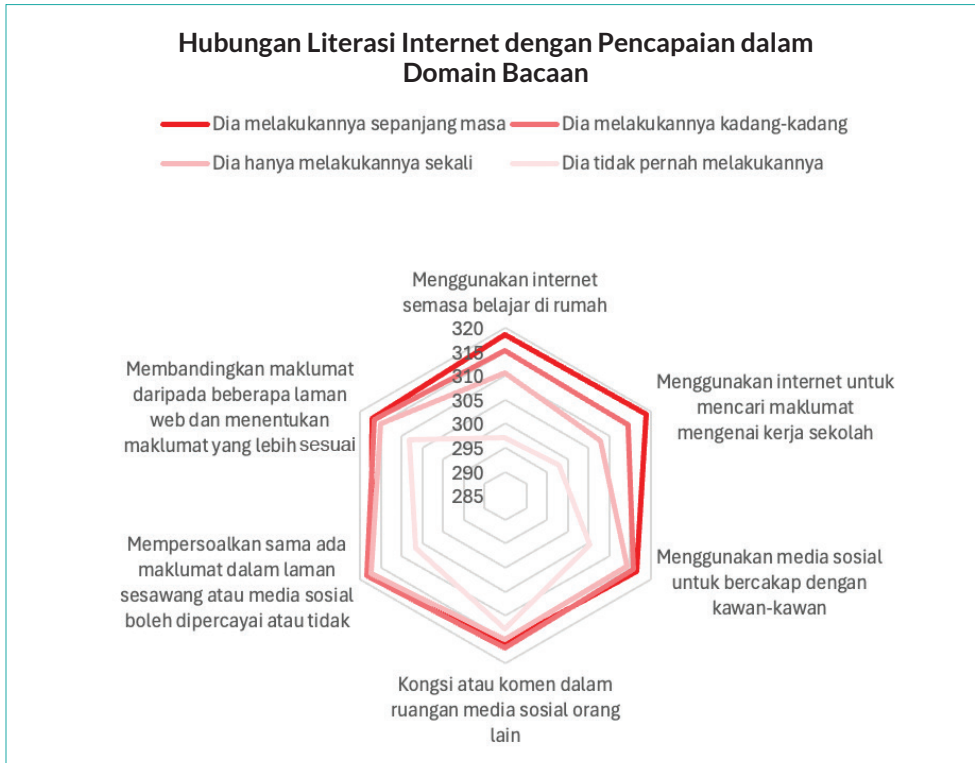 Hubungan Literasi Internet dengan Pencapaian dalam
Domain Bacaan
Dia melakukannya sepanjang masa
Dia melakukannya kadang-kadang
Dia hanya melakukannya sekali
Dia tidak pernah melakukannya
Menggunakan internet
semasa belajar di rumah
320
315
310
305
300
295
290
285
Menggunakan internet untuk
mencari maklumat
mengenai kerja sekolah
Menggunakan media sosial
untuk bercakap dengan
kawan-kawan
Kongsi atau komen dalam
ruangan media sosial orang
lain
Mempersoalkan sama ada
maklumat dalam laman
sesawang atau media sosial
boleh dipercayai atau tidak
Membandingkan maklumat
daripada beberapa laman
web dan menentukan
maklumat yang lebih sesuai